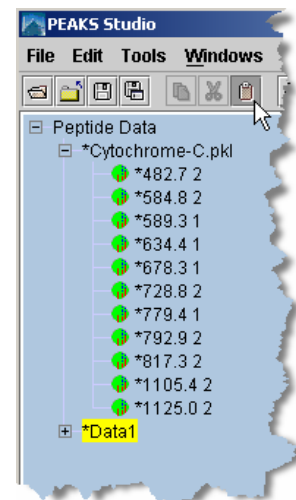 PEAKS Studio
File Edit Tools Windows
Peptide Data
*Cytochrome-C.pkl
*482.7 2
*584.8 2
*589.3 1
*634.4 1
*678.3 1
*728.8 2
*779.4 1
*792.9 2
*817.3 2
*1105.4 2
*1125.0 2
*Data1